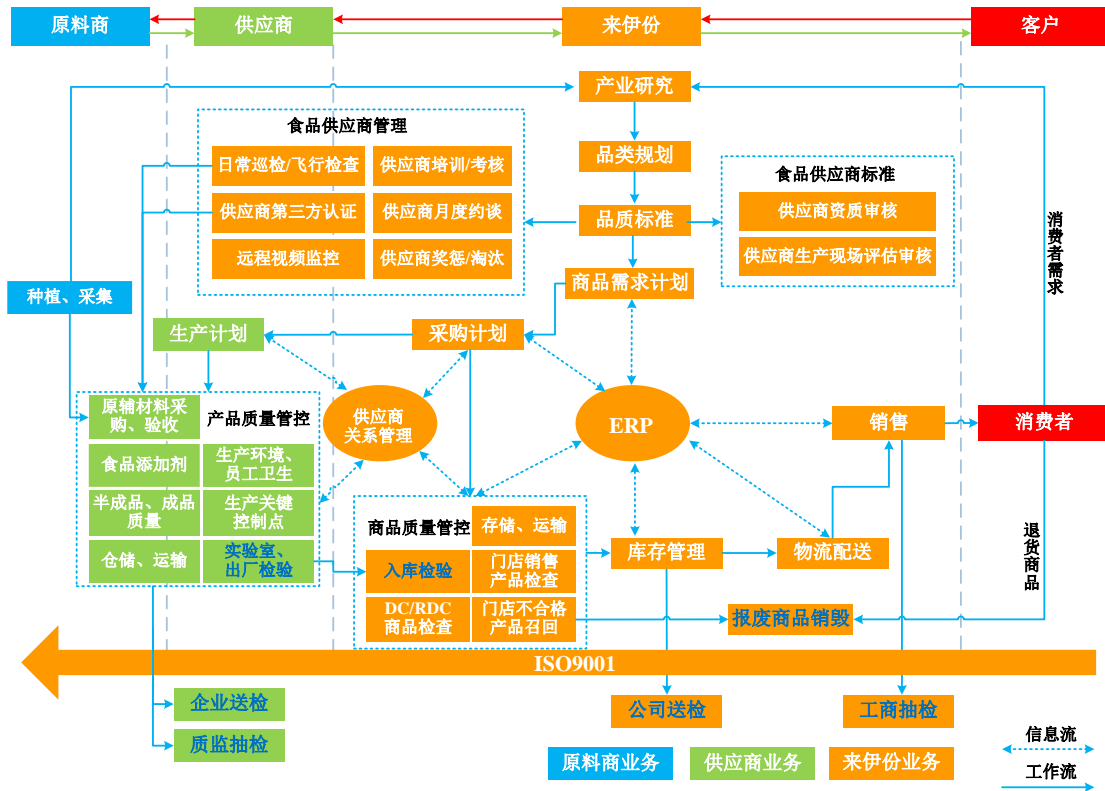 原料商
供应商
来伊份
客户
产业研究
食品供应商管理
日常巡检/飞行检查
供应商培训/考核
品类规划
食品供应商标准
供应商第三方认证
供应商月度约谈
品质标准
供应商资质审核
远程视频监控
供应商奖惩/淘汰
供应商生产现场评估审核
消费者需求
商品需求计划
种植、采集
生产计划
采购计划
原辅材料采
购、验收
产品质量管控
供应商
关系管理
ERP
销售
消费者
食品添加剂
生产环境、
员工卫生
半成品、成品
质量
生产关键
控制点
商品质量管控
存储、运输
仓储、运输
实验室、
出厂检验
入库检验
门店销售
产品检查
库存管理
物流配送
退货商品
DC/RDC
商品检查
门店不合格
产品召回
报废商品销毁
ISO9001
企业送检
公司送检
工商抽检
质监抽检
信息流
原料商业务
供应商业务
来伊份业务
工作流